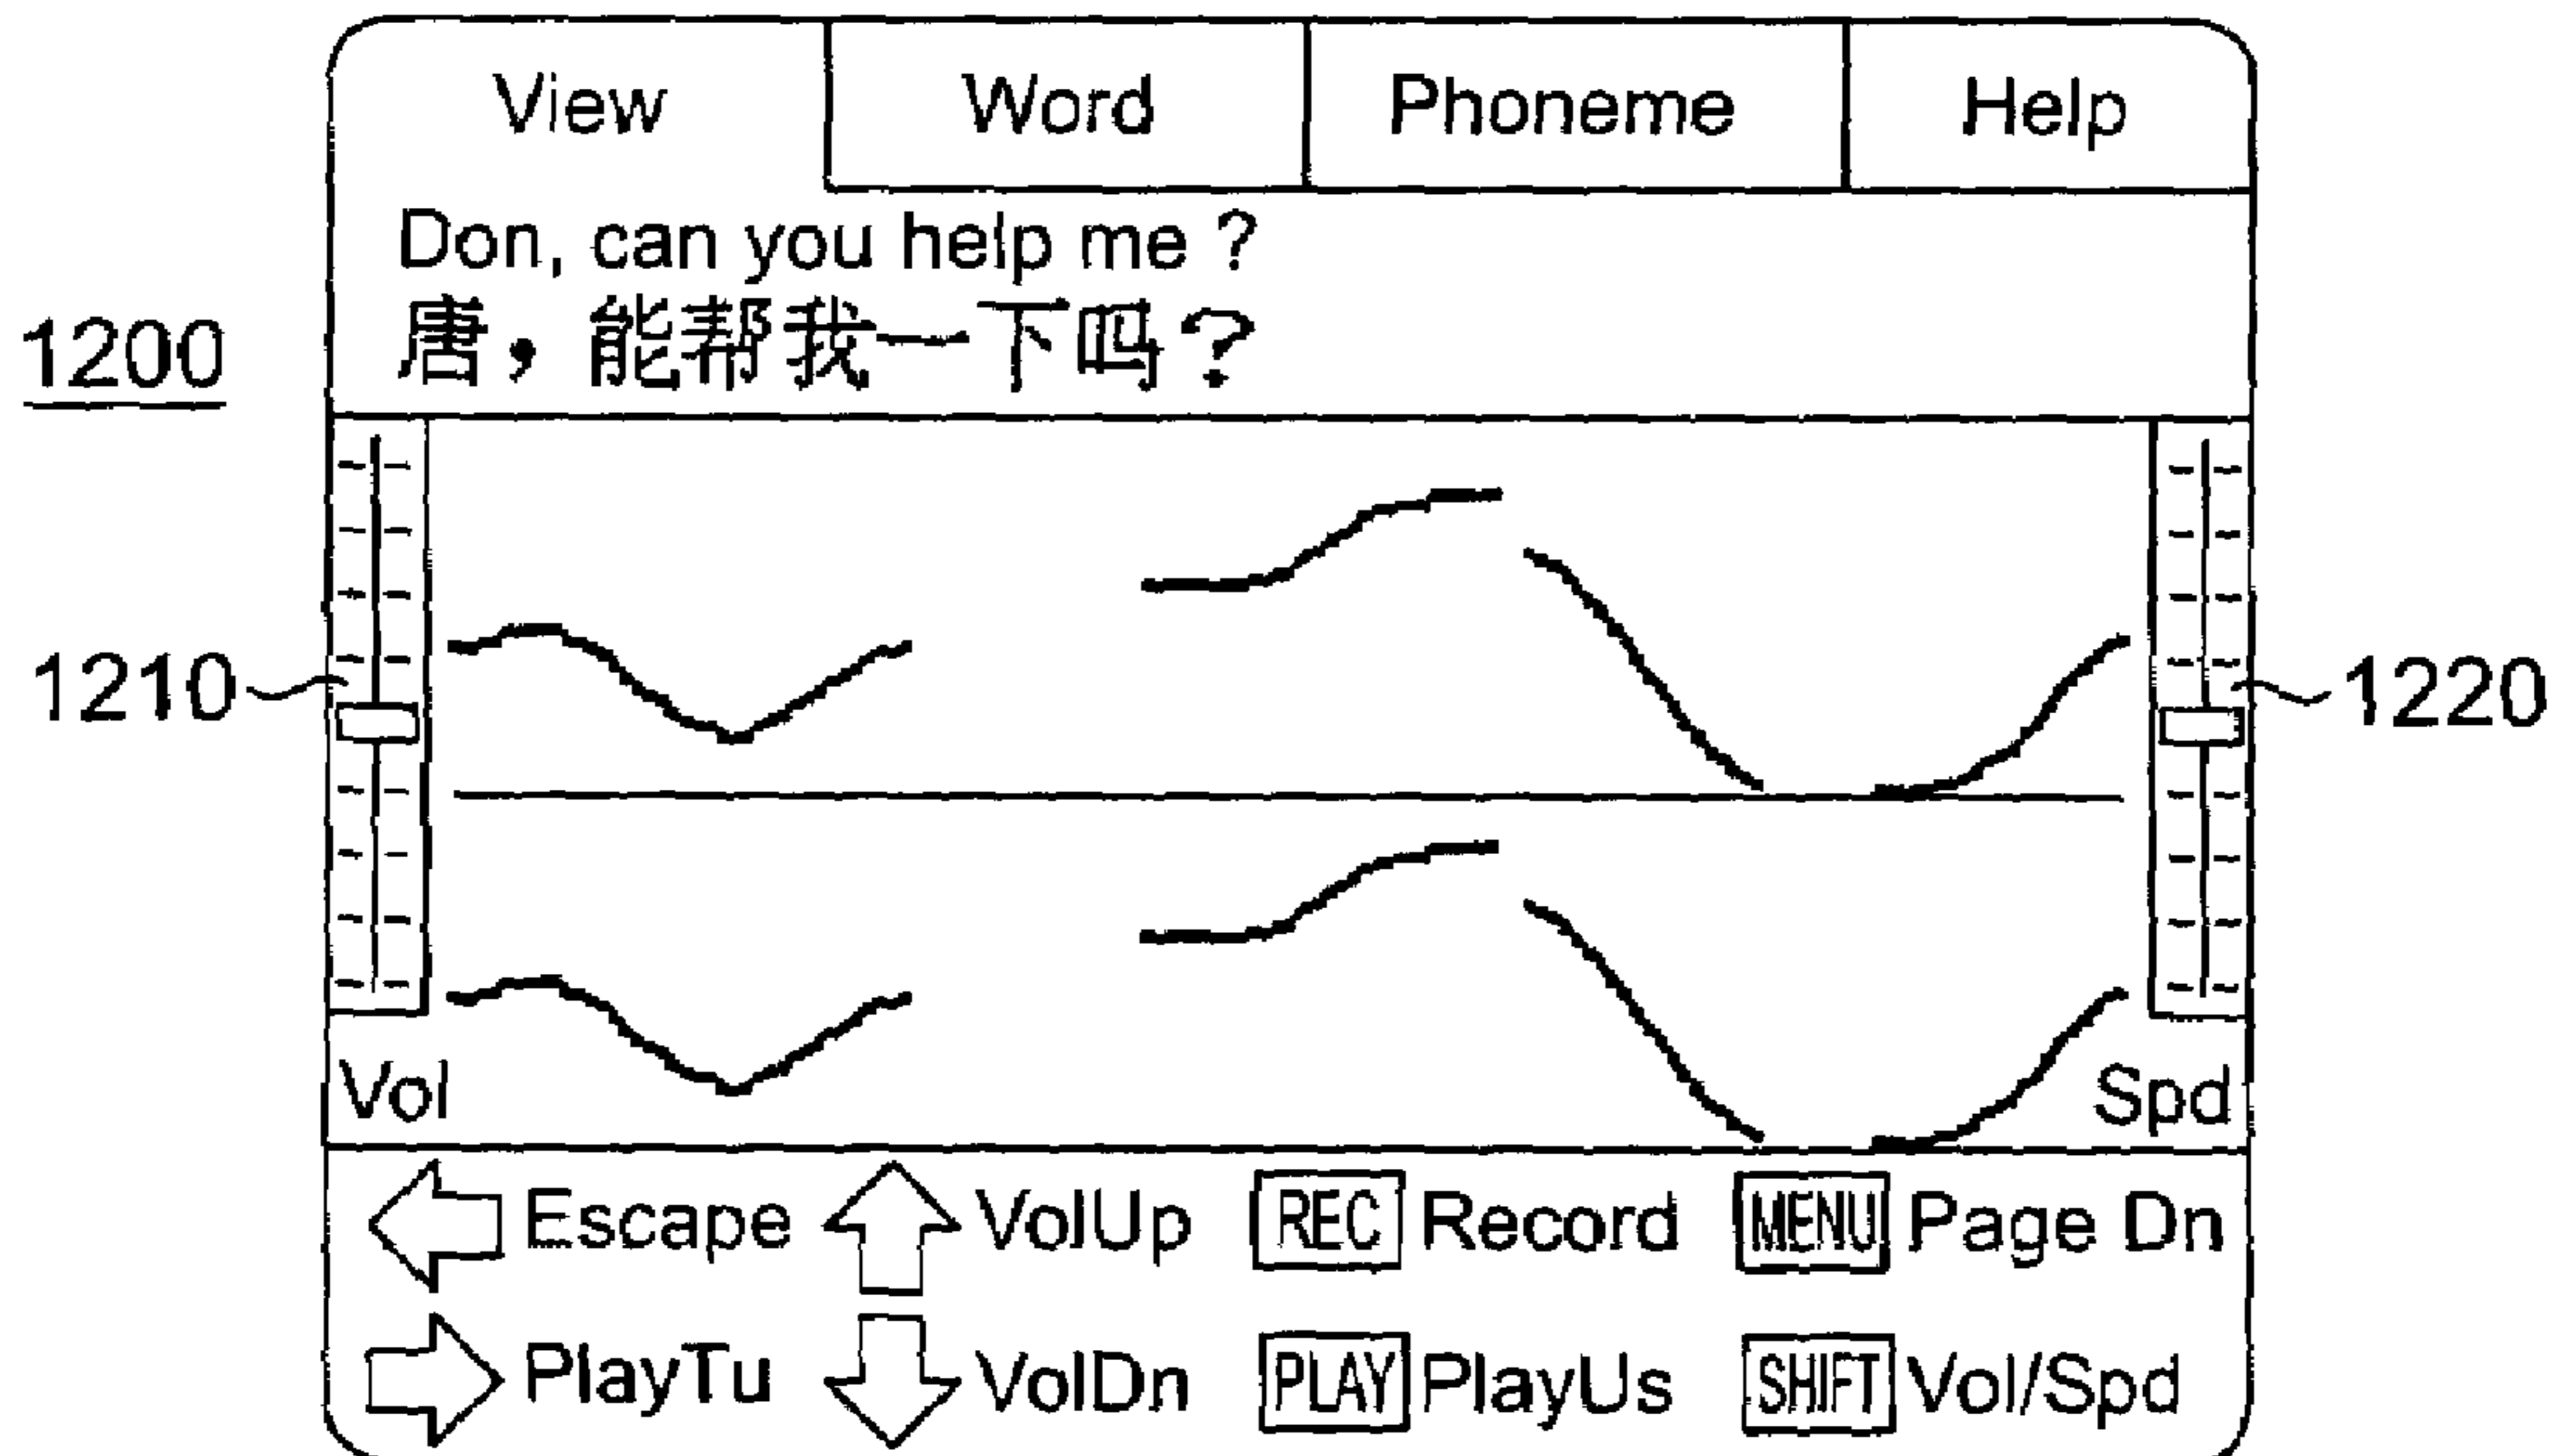 View Word Phoneme Help
Don, can you help me ?
唐，能帮我一下吗？
1200
1210
1220
Vol
Spd
Escape VolUp REC Record MENU Page Dn
PlayTu VolDn PLAY PlayUs SHIFT Vol/Spd